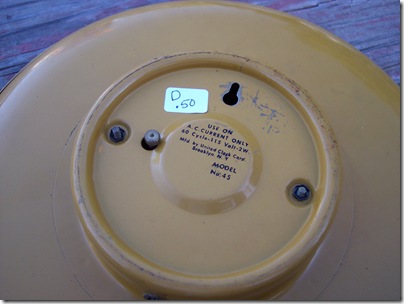 D
.50
USE ON
A.C. CURRENT ONLY
60 Cycle-115 Volt-2W
Mfd. by United Clock Corp.
Brooklyn N.Y.
MODEL
No. 45